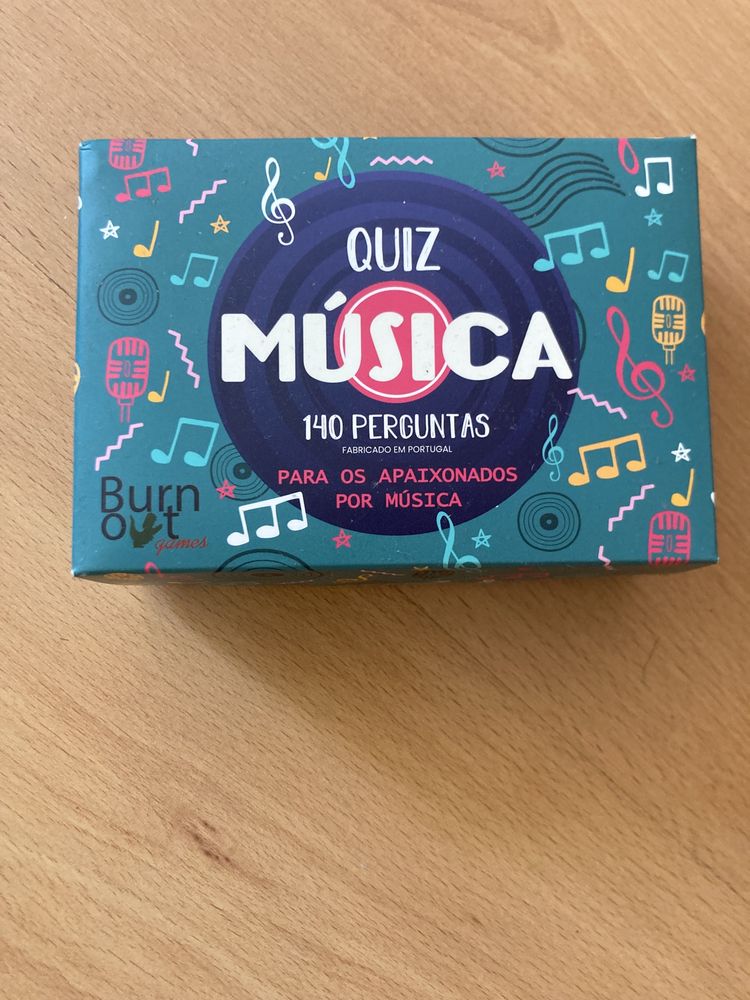 QUIZ
MÚSICA
140 PERGUNTAS
FABRICADO EM PORTUGAL
PARA OS APAIXONADOS
POR MÚSICA
Burn
out
games